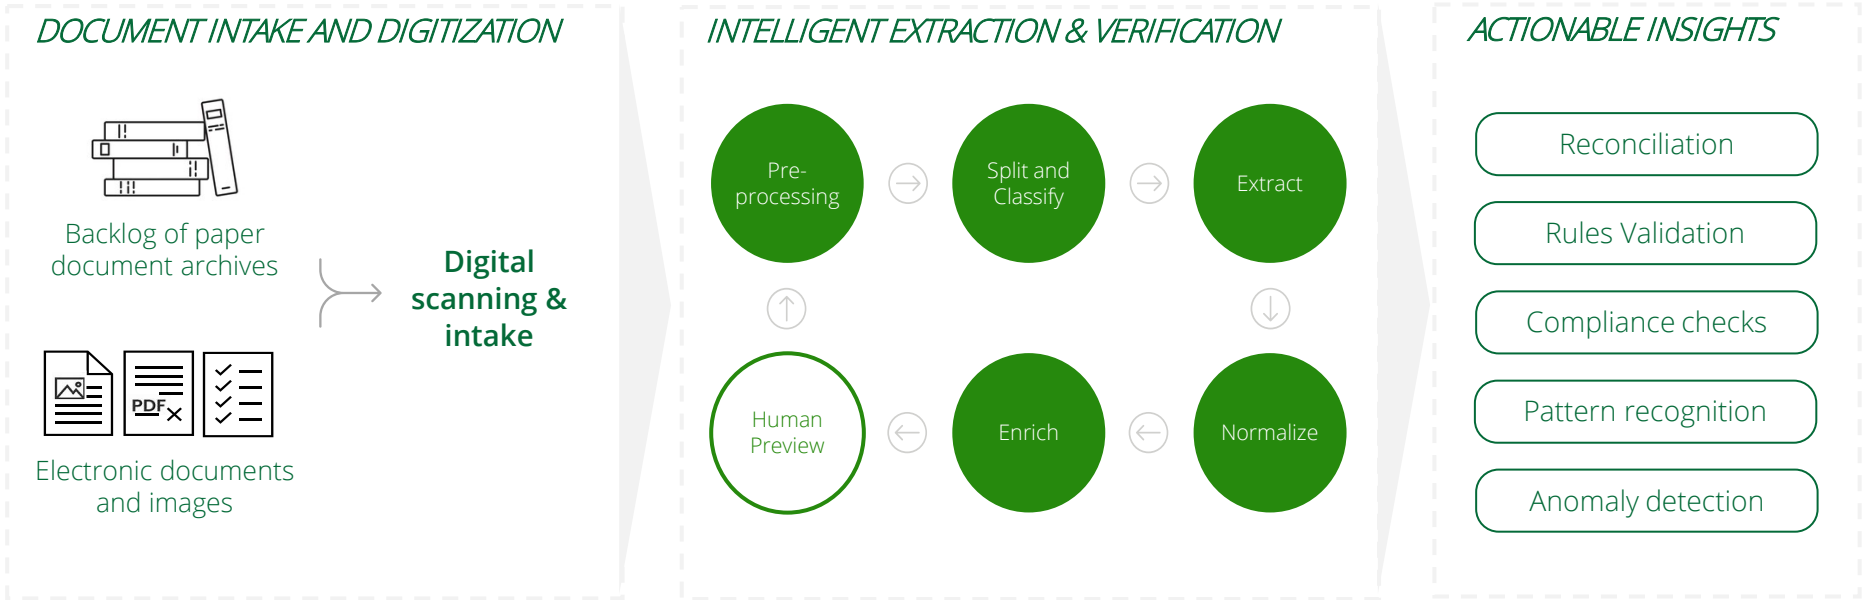 DOCUMENT INTAKE AND DIGITIZATION
Backlog of paper
document archives
PDF
Electronic documents
and images
Digital
scanning &
intake
INTELLIGENT EXTRACTION & VERIFICATION
Pre-
processing
Split and
Classify
Extract
Normalize
Enrich
Human
Preview
ACTIONABLE INSIGHTS
Reconciliation
Rules Validation
Compliance checks
Pattern recognition
Anomaly detection